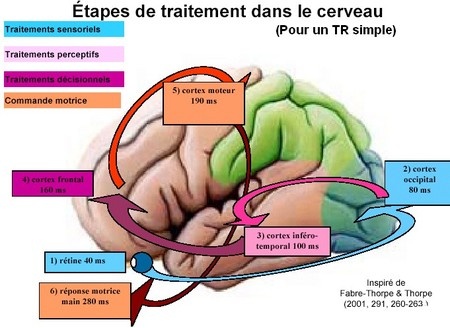 Étapes de traitement dans le cerveau
(Pour un TR simple)
Traitements sensoriels
Traitements perceptifs
Traitements décisionnels
Commande motrice
5) cortex moteur
190 ms
4) cortex frontal
160 ms
2) cortex
occipital
80 ms
3) cortex inféro-
temporal 100 ms
1) rétine 40 ms
6) réponse motrice
main 280 ms
Inspiré de
Fabre-Thorpe & Thorpe
(2001, 291, 260-263)